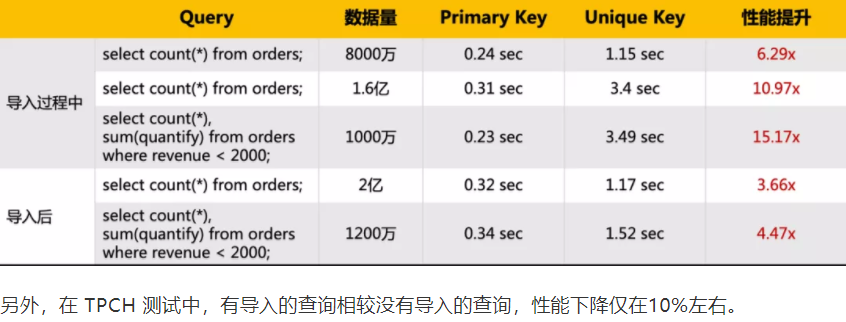 Query 数据量 Primary Key Unique Key 性能提升
导入过程中
select count(*) from orders; 8000万 0.24 sec 1.15 sec 6.29x
select count(*) from orders; 1.6亿 0.31 sec 3.4 sec 10.97x
select count(*),
sum(quantify) from orders
where revenue < 2000;
1000万 0.23 sec 3.49 sec 15.17x
导入后
select count(*) from orders; 2亿 0.32 sec 1.17 sec 3.66x
select count(*),
sum(quantify) from orders
where revenue < 2000;
1200万 0.34 sec 1.52 sec 4.47x
另外，在 TPCH 测试中，有导入的查询相较没有导入的查询，性能下降仅在10%左右。